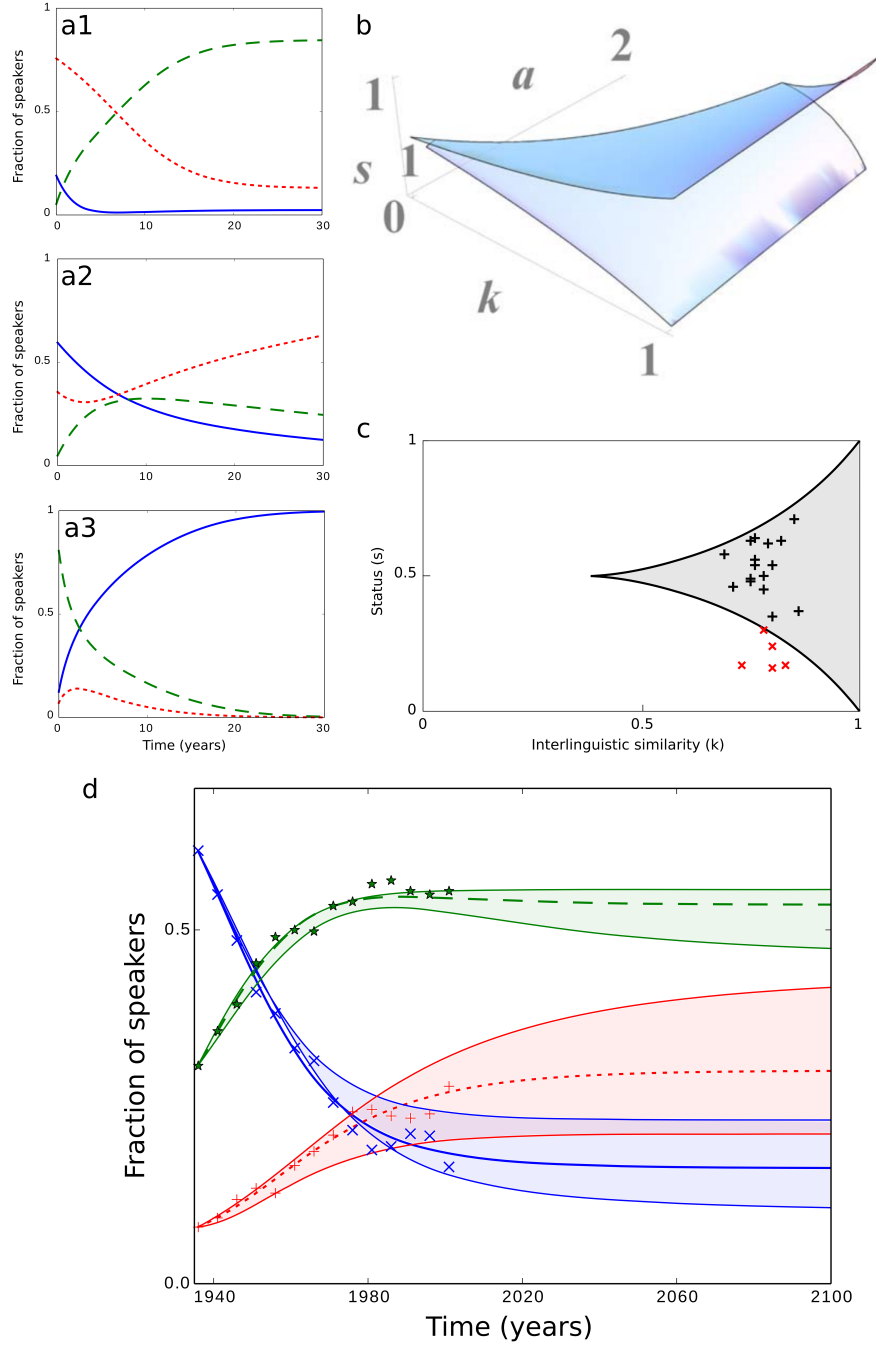 a1
Fraction of speakers
1
0.5
0
0
10
20
30
a2
Fraction of speakers
1
0.5
0
0
10
20
30
a3
Fraction of speakers
1
0.5
0
0
10
20
30
Time (years)
b
2
a
1
s
1
0
k
1
c
Status (s)
1
0.5
0
0
0.5
1
Interlinguistic similarity (k)
d
Fraction of speakers
0.5
0.0
1940
1980
2020
2060
2100
Time (years)